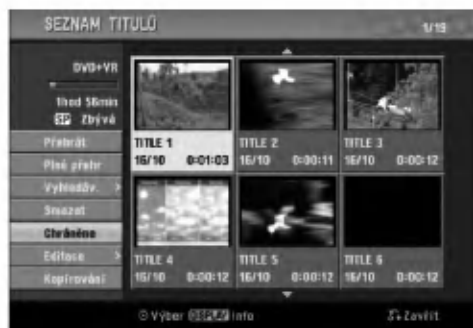 SEZNAM TITULŮ 1/19
DVD+VR
1hod 56min
SP Zbývá
Přehrát
Plné přehr
Vyhledáv. >
Smazat
Chráněno
Editace >
Kopírování
TITLE 1
16/10 0:01:03
TITLE 2
16/10 0:00:11
TITLE 3
16/10 0:00:12
TITLE 4
16/10 0:00:12
TITLE 5
16/10 0:00:12
TITLE 6
16/10 0:00:12
Výber DISPLAY Info
Zavřít